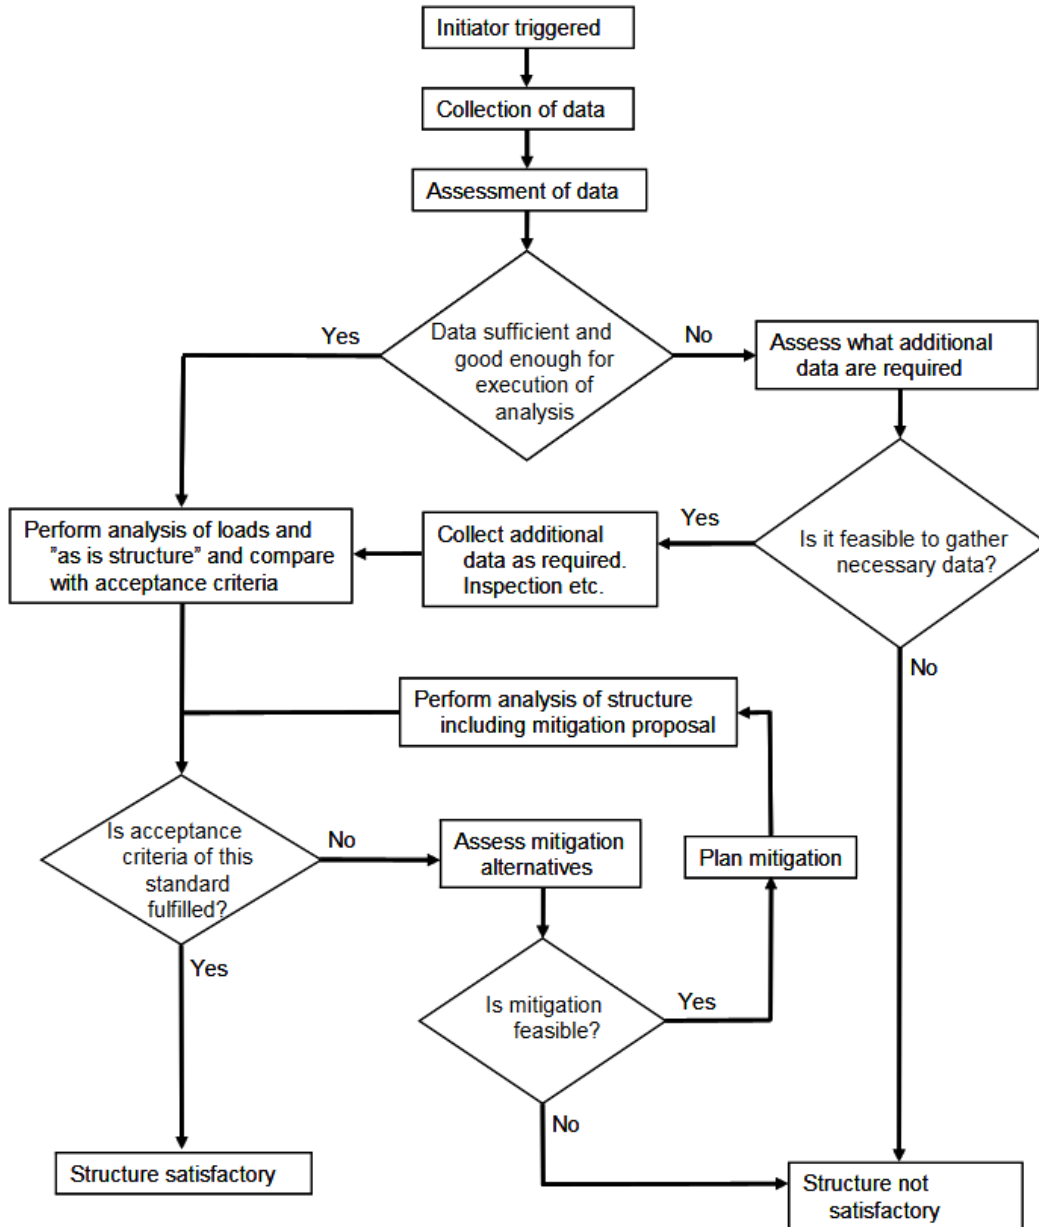 Initiator triggered
Collection of data
Assessment of data
Data sufficient and
good enough for
execution of
analysis
Yes
No
Assess what additional
data are required
Is it feasible to gather
necessary data?
Yes
No
Collect additional
data as required.
Inspection etc.
Perform analysis of loads and
"as is structure" and compare
with acceptance criteria
Perform analysis of structure
including mitigation proposal
Is acceptance
criteria of this
standard
fulfilled?
No
Yes
Assess mitigation
alternatives
Plan mitigation
Is mitigation
feasible?
Yes
No
Structure satisfactory
Structure not
satisfactory